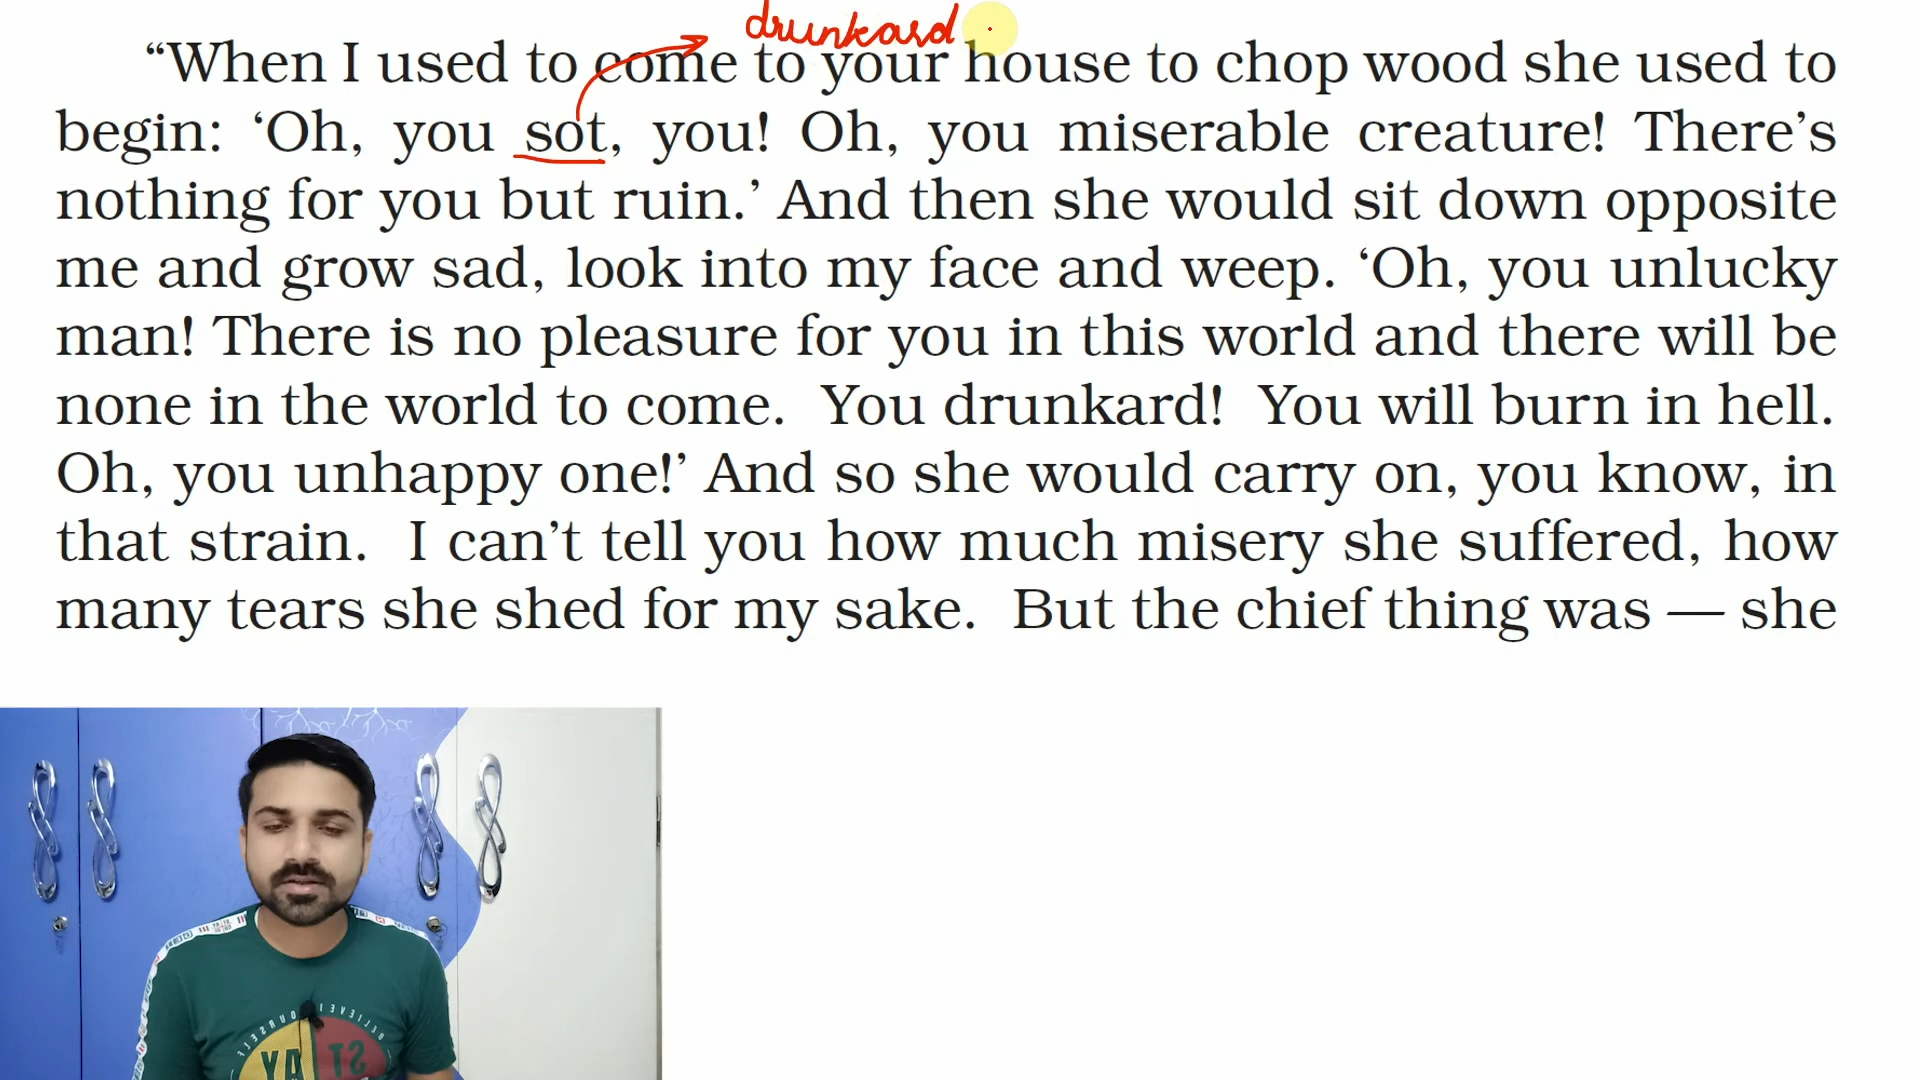 drunkard
“When I used to come to your house to chop wood she used to
begin: ‘Oh, you sot, you! Oh, you miserable creature! There’s
nothing for you but ruin.’ And then she would sit down opposite
me and grow sad, look into my face and weep. ‘Oh, you unlucky
man! There is no pleasure for you in this world and there will be
none in the world to come. You drunkard! You will burn in hell.
Oh, you unhappy one!’ And so she would carry on, you know, in
that strain. I can’t tell you how much misery she suffered, how
many tears she shed for my sake. But the chief thing was — she
BELIEVE IN YOURSELF
STAY